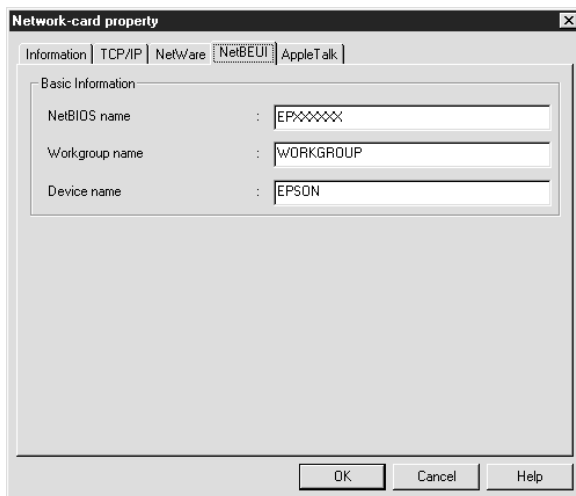 Network-card property
Information TCP/IP NetWare NetBEUI AppleTalk
Basic Information
NetBIOS name : EPXXXXXX
Workgroup name : WORKGROUP
Device name : EPSON
OK Cancel Help